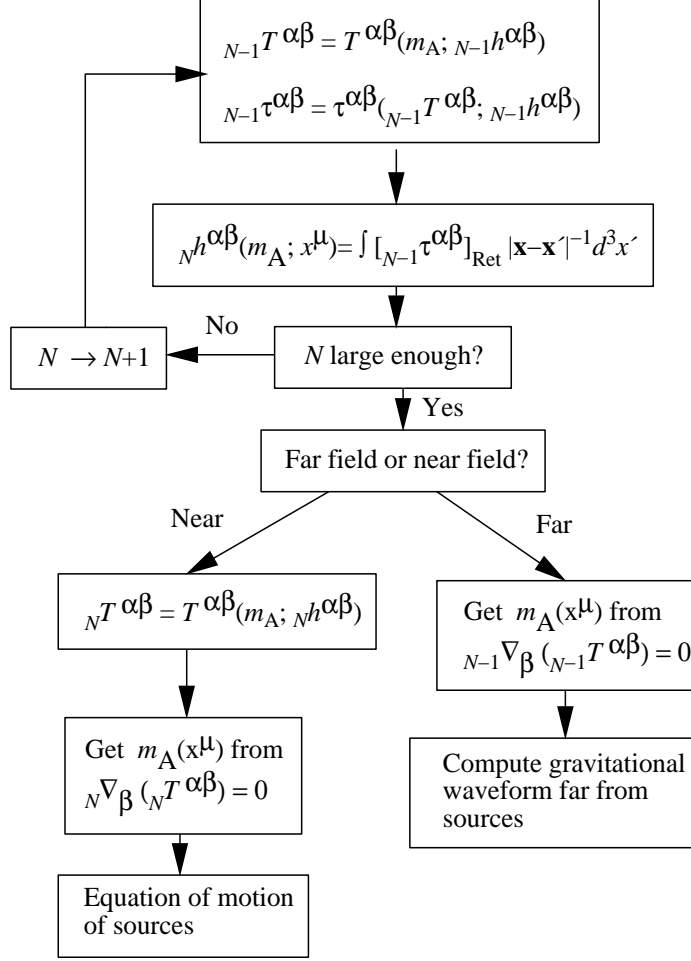 N−1T αβ = T αβ(mA; N−1hαβ)
N−1ταβ = ταβ(N−1T αβ; N−1hαβ)
Nhαβ(mA; xμ)= ∫ [N−1ταβ]Ret |x–x´|−1d3x´
No
N → N+1
N large enough?
Yes
Far field or near field?
Near
Far
NT αβ = T αβ(mA; Nhαβ)
Get mA(xμ) from
N−1∇β (N−1T αβ) = 0
Get mA(xμ) from
N∇β (NT αβ) = 0
Compute gravitational
waveform far from
sources
Equation of motion
of sources